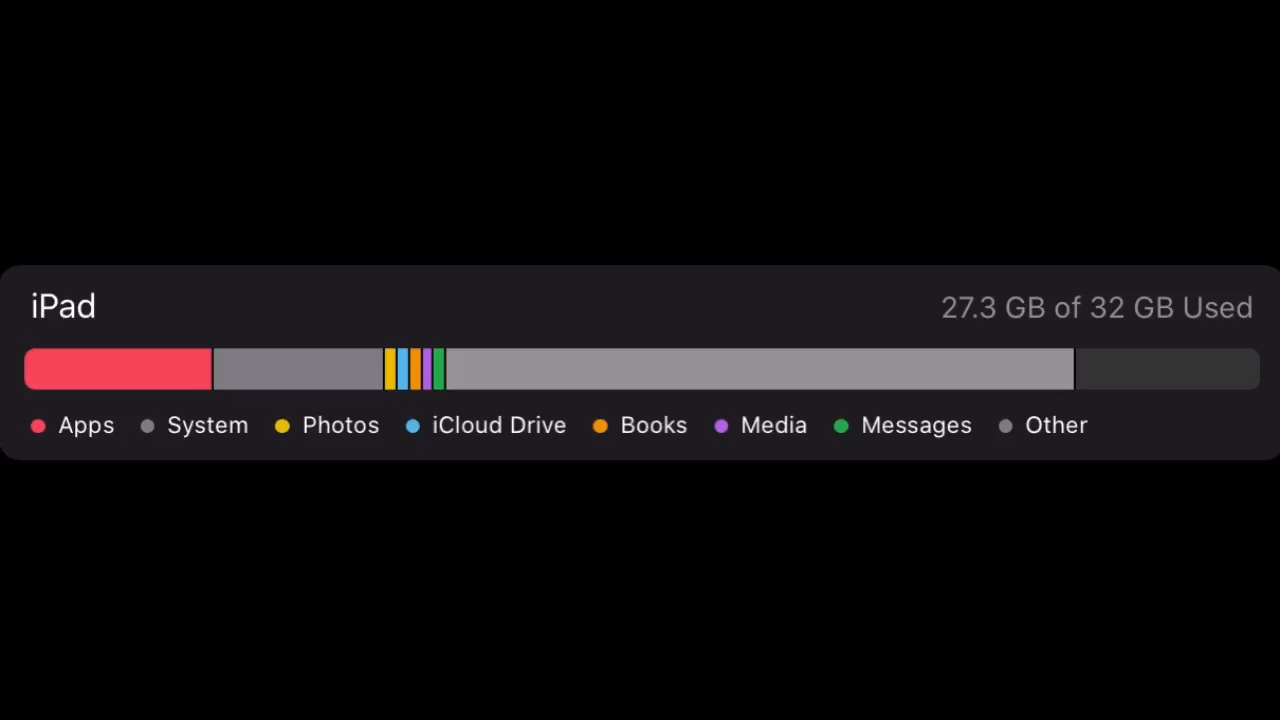 iPad
27.3 GB of 32 GB Used
Apps System Photos iCloud Drive Books Media Messages Other